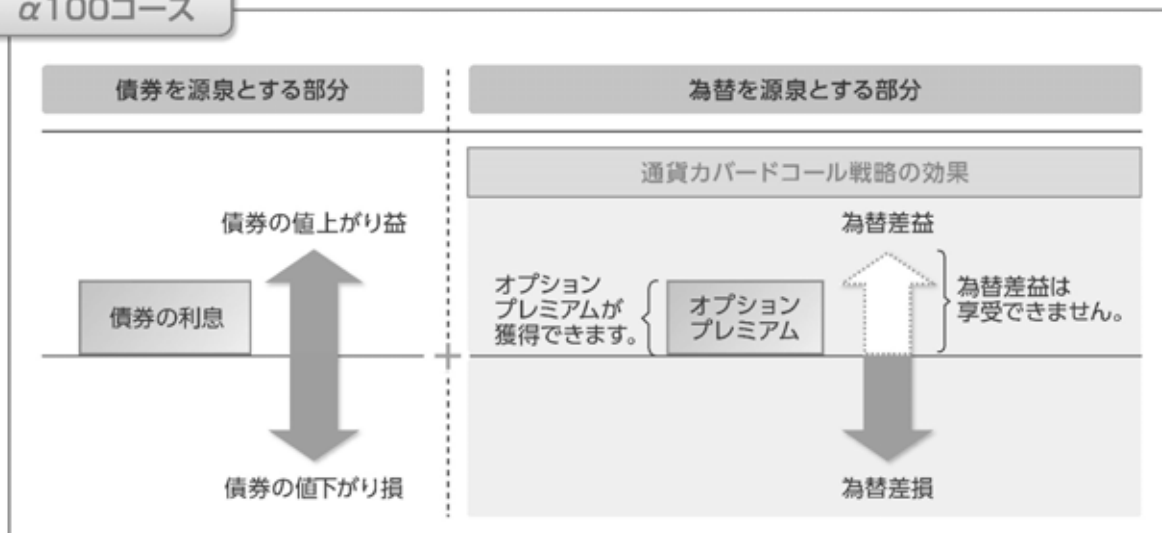 α100コース
債券を源泉とする部分
為替を源泉とする部分
通貨カバードコール戦略の効果
債券の値上がり益
債券の利息
債券の値下がり損
+
為替差益
オプション
プレミアムが
獲得できます。
オプション
プレミアム
為替差益は
享受できません。
為替差損